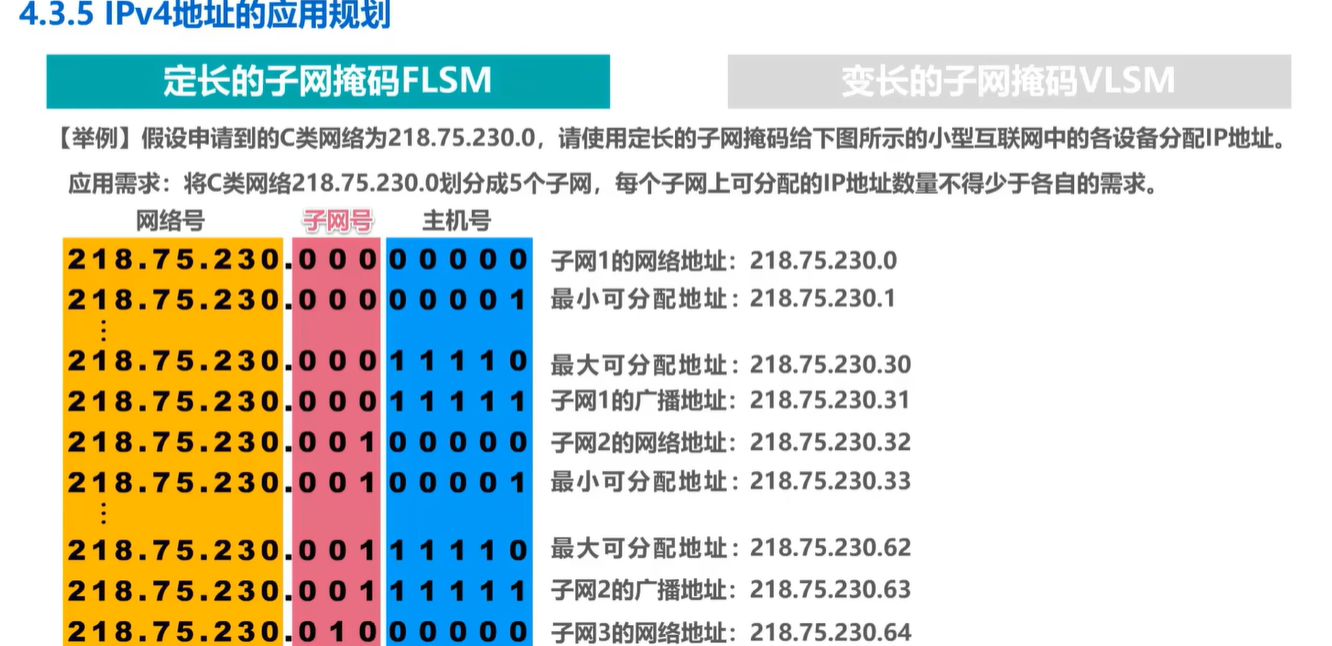 4.3.5 IPv4地址的应用规划
定长的子网掩码FLSM
变长的子网掩码VLSM
【举例】假设申请到的C类网络为218.75.230.0，请使用定长的子网掩码给下图所示的小型互联网中的各设备分配IP地址。
应用需求：将C类网络218.75.230.0划分成5个子网，每个子网上可分配的IP地址数量不得少于各自的需求。
网络号 子网号 主机号
218.75.230.000 00000 子网1的网络地址：218.75.230.0
218.75.230.000 00001 最小可分配地址：218.75.230.1
⋮
218.75.230.000 11110 最大可分配地址：218.75.230.30
218.75.230.000 11111 子网1的广播地址：218.75.230.31
218.75.230.001 00000 子网2的网络地址：218.75.230.32
218.75.230.001 00001 最小可分配地址：218.75.230.33
⋮
218.75.230.001 11110 最大可分配地址：218.75.230.62
218.75.230.001 11111 子网2的广播地址：218.75.230.63
218.75.230.010 00000 子网3的网络地址：218.75.230.64